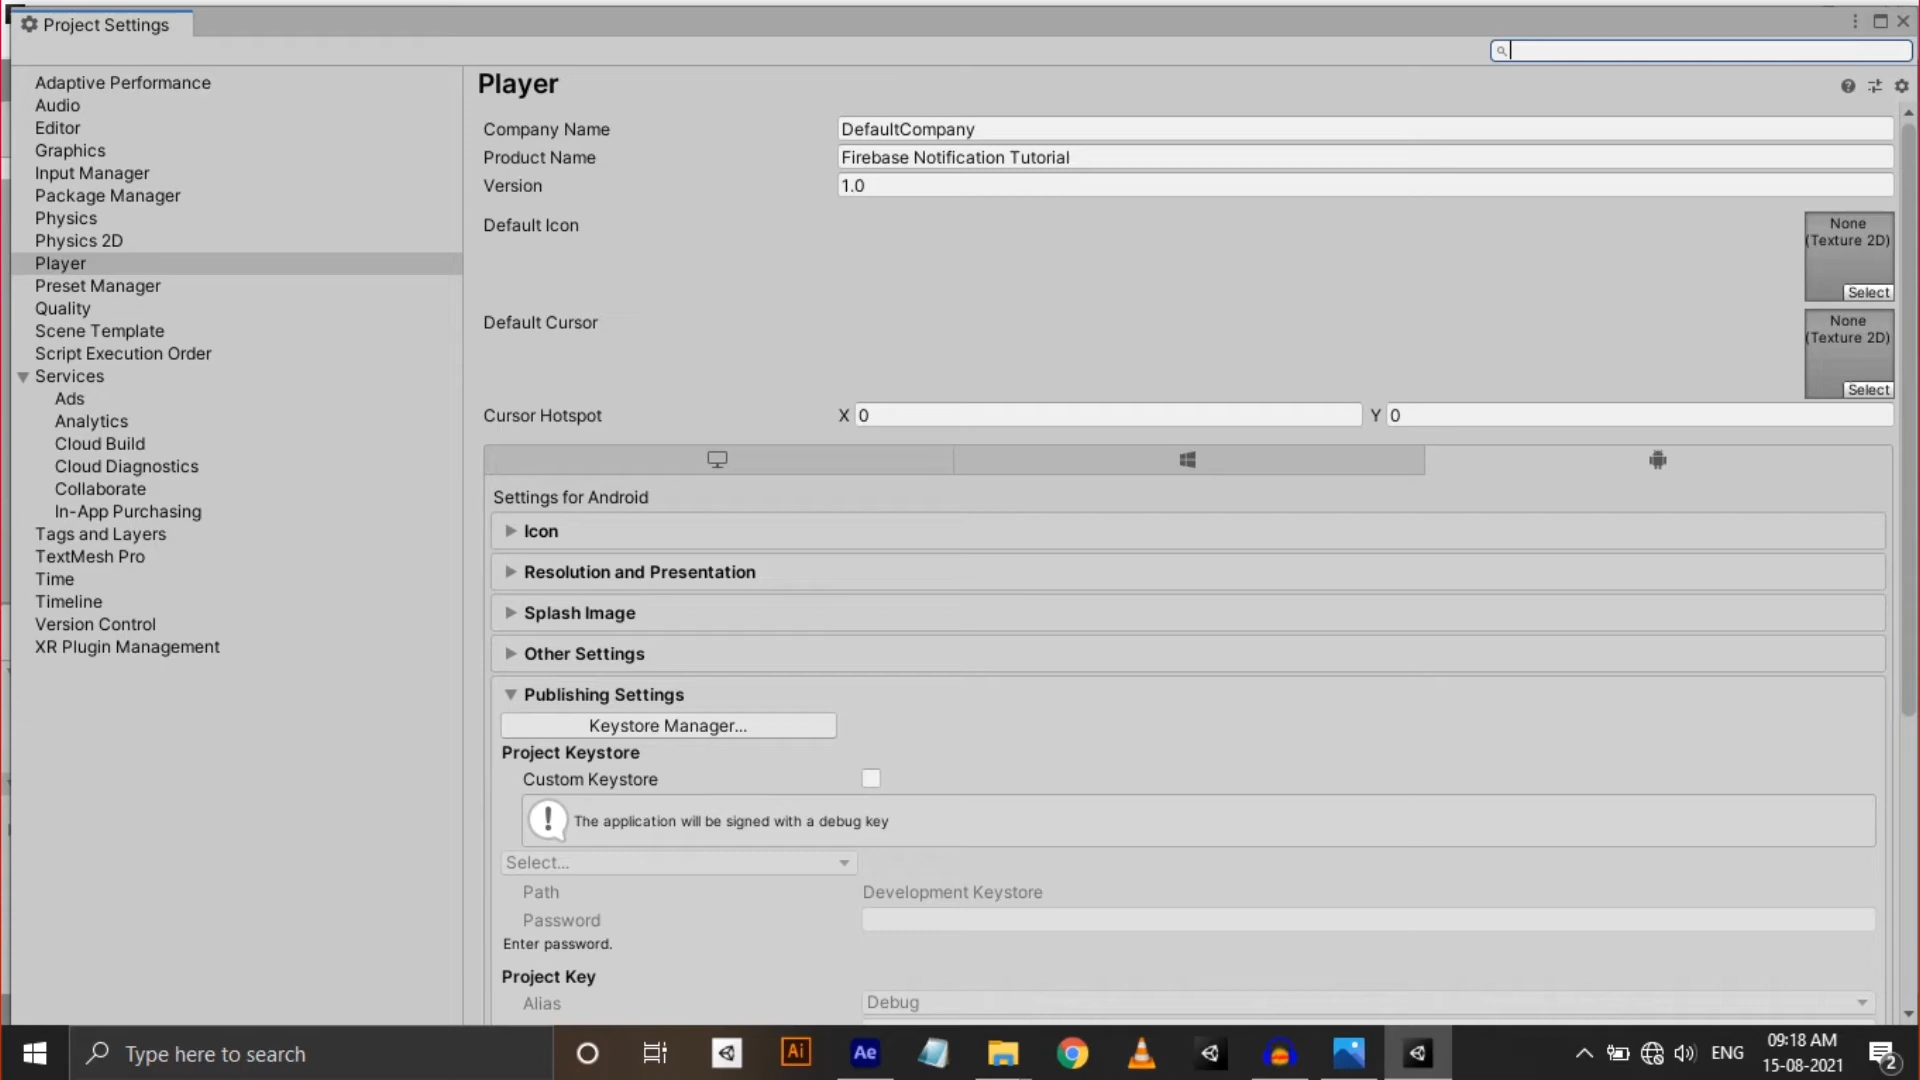 Project Settings
Adaptive Performance
Audio
Editor
Graphics
Input Manager
Package Manager
Physics
Physics 2D
Player
Preset Manager
Quality
Scene Template
Script Execution Order
Services
Ads
Analytics
Cloud Build
Cloud Diagnostics
Collaborate
In-App Purchasing
Tags and Layers
TextMesh Pro
Time
Timeline
Version Control
XR Plugin Management
Player
Company Name DefaultCompany
Product Name Firebase Notification Tutorial
Version 1.0
Default Icon
None
(Texture 2D)
Select
Default Cursor
None
(Texture 2D)
Select
Cursor Hotspot X 0 Y 0
Settings for Android
Icon
Resolution and Presentation
Splash Image
Other Settings
Publishing Settings
Keystore Manager...
Project Keystore
Custom Keystore
! The application will be signed with a debug key
Select...
Path Development Keystore
Password
Enter password.
Project Key
Alias Debug
Type here to search
Ai
Ae
ENG
09:18 AM
15-08-2021
2